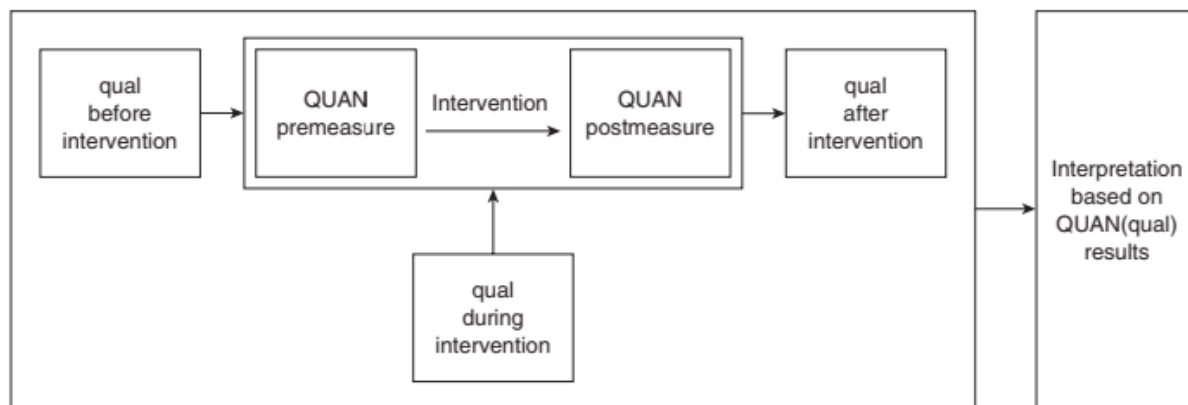 qual
before
intervention
QUAN
premeasure
Intervention
QUAN
postmeasure
qual
after
intervention
qual
during
intervention
Interpretation
based on
QUAN(qual)
results